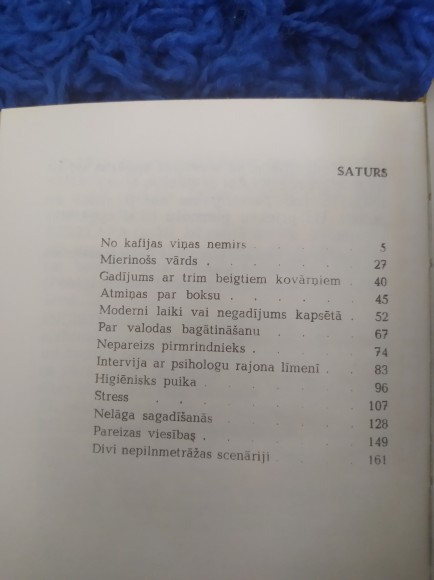 SATURS
No kafijas viņas nemirs . . . . 5
Mierinošs vārds . . . . . 27
Gadījums ar trim beigtiem kovārņiem . 40
Atmiņas par boksu . . . . . 45
Moderni laiki vai negadījums kapsētā . 52
Par valodas bagātināšanu . . . . 67
Nepareizs pirmrindnieks . . . . 74
Intervija ar psihologu rajona līmenī . 83
Higiēnisks puika . . . . . 96
Stress . . . . . . 107
Nelāga sagadīšanās . . . . 128
Pareizas viesības . . . . . 149
Divi nepilnmetrāžas scenāriji . . . 161